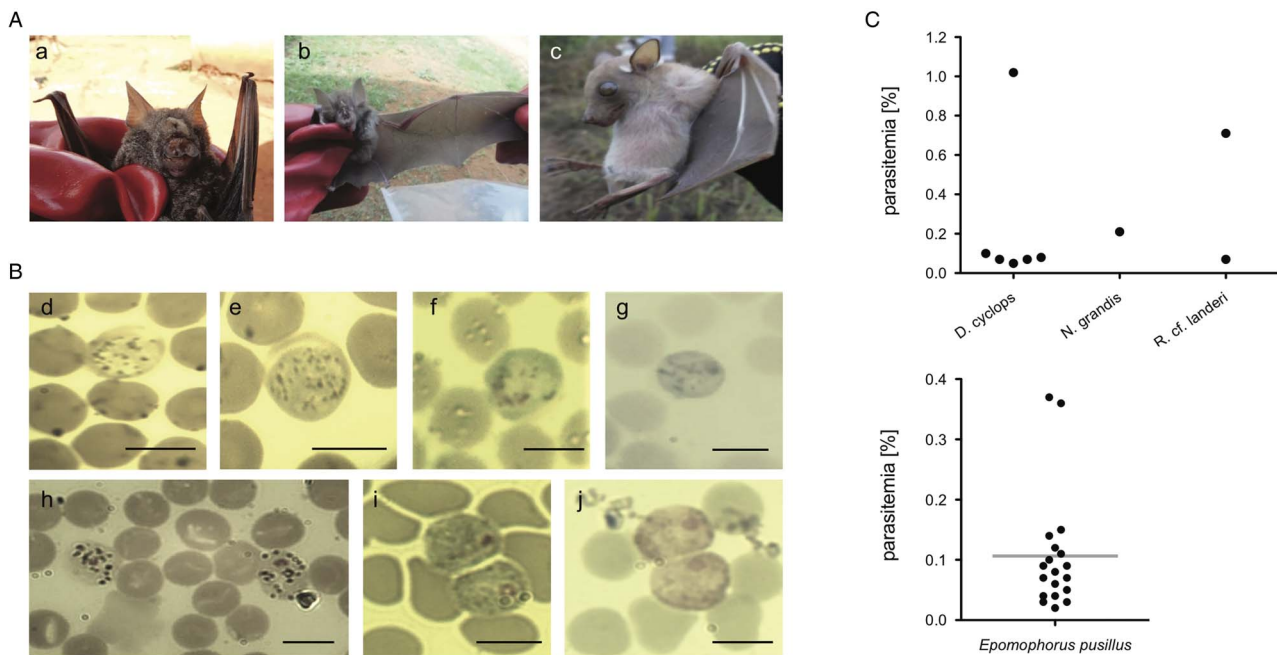 A
a
b
c
B
d
e
f
g
h
i
j
C
parasitemia [%]
1.2
1.0
0.8
0.6
0.4
0.2
0.0
D. cyclops
N. grandis
R. cf. landeri
parasitemia [%]
0.4
0.3
0.2
0.1
0.0
Epomophorus pusillus